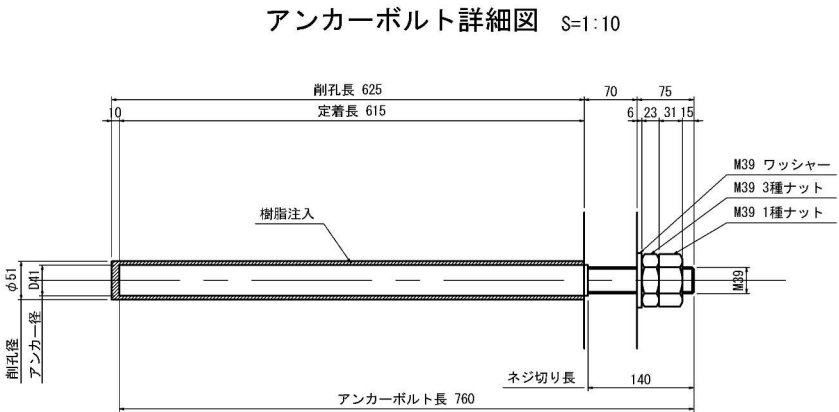 アンカーボルト詳細図 S=1:10
削孔長 625
70
75
10
定着長 615
6
23
31
15
M39 ワッシャー
M39 3種ナット
M39 1種ナット
樹脂注入
削孔径
φ51
アンカー径
D41
M39
ネジ切り長
140
アンカーボルト長 760